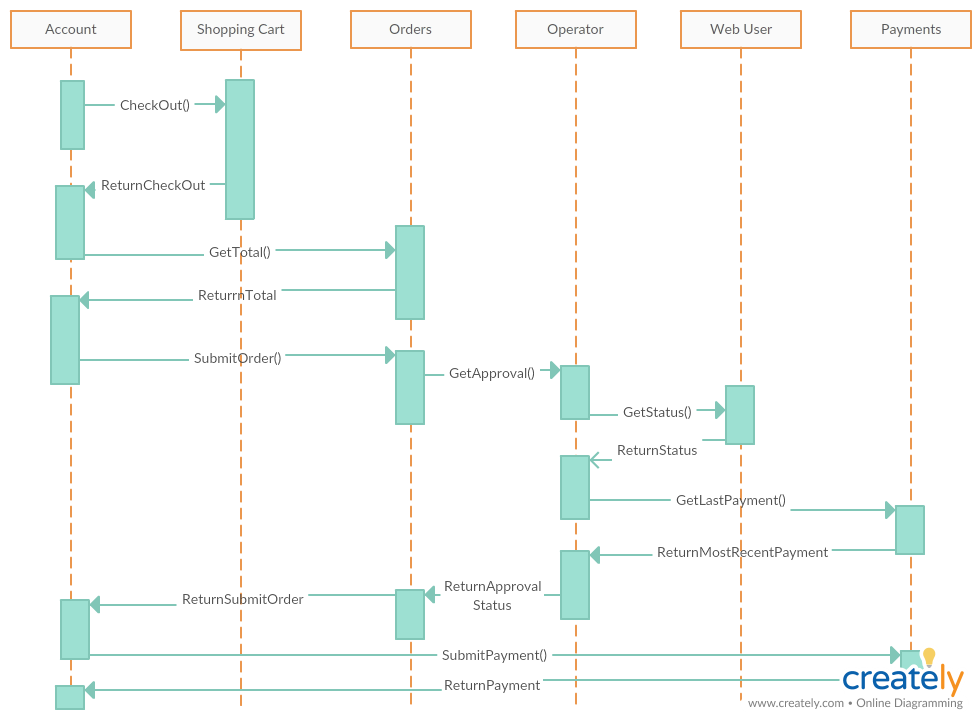 Account
Shopping Cart
Orders
Operator
Web User
Payments
CheckOut()
ReturnCheckOut
GetTotal()
ReturrnTotal
SubmitOrder()
GetApproval()
GetStatus()
ReturnStatus
GetLastPayment()
ReturnMostRecentPayment
ReturnApproval
Status
ReturnSubmitOrder
SubmitPayment()
ReturnPayment
creately
www.creately.com • Online Diagramming